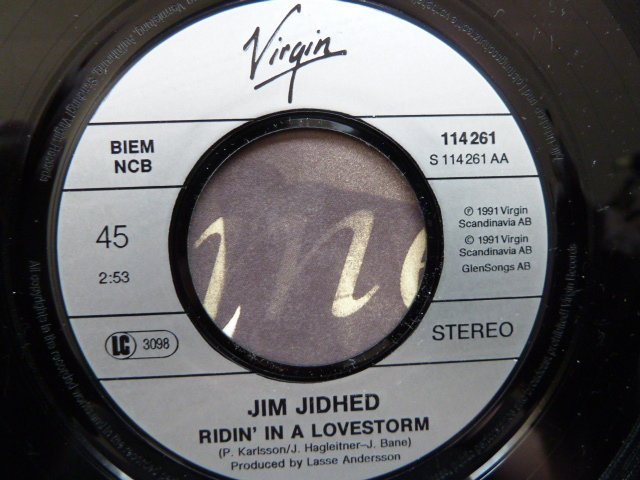 Virgin
BIEM
NCB
114 261
S 114 261 AA
45
2:53
℗ 1991 Virgin
Scandinavia AB
© 1991 Virgin
Scandinavia AB
GlenSongs AB
LC 3098
STEREO
JIM JIDHED
RIDIN' IN A LOVESTORM
(P. Karlsson/J. Hagleitner–J. Bane)
Produced by Lasse Andersson